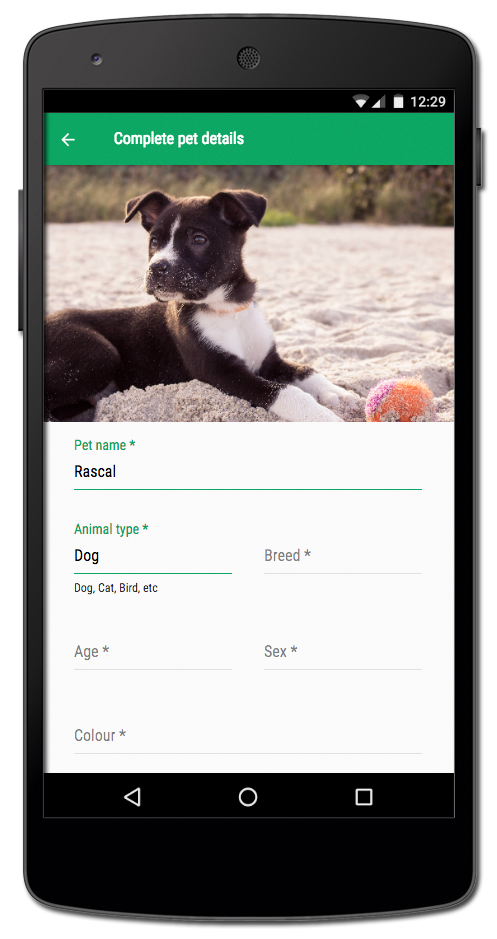 12:29
Complete pet details
Pet name *
Rascal
Animal type *
Dog
Breed *
Dog, Cat, Bird, etc
Age *
Sex *
Colour *